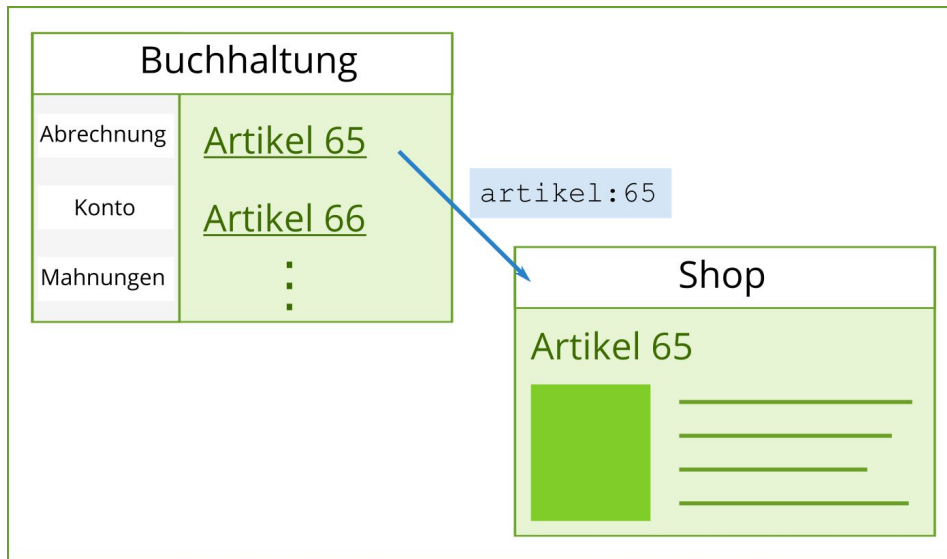 Buchhaltung
Abrechnung
Konto
Mahnungen
Artikel 65
Artikel 66
artikel:65
Shop
Artikel 65